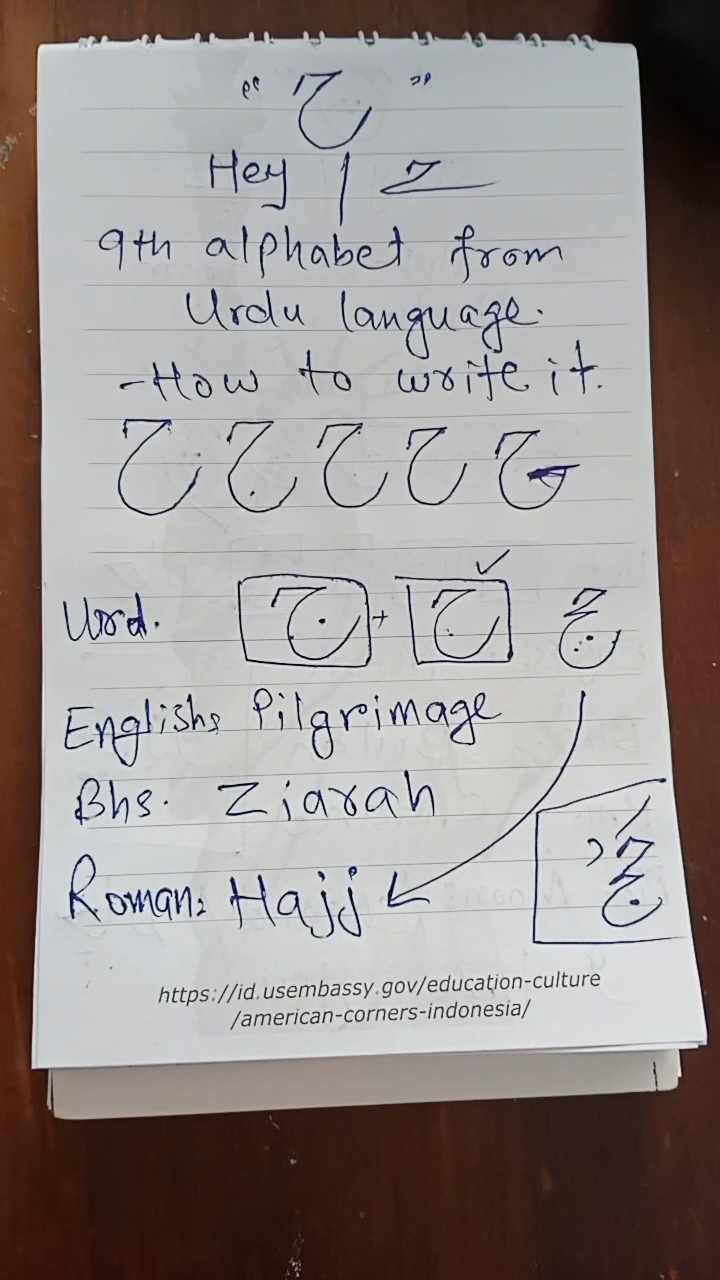 “ ح ”
Hey | ح
9th alphabet from
Urdu language.
-How to write it.
ح ح ح ح ح
Urd. ج + ج ✓ حج
English: Pilgrimage
Bhs. Ziarah
Roman: Hajj
حج
https://id.usembassy.gov/education-culture
/american-corners-indonesia/